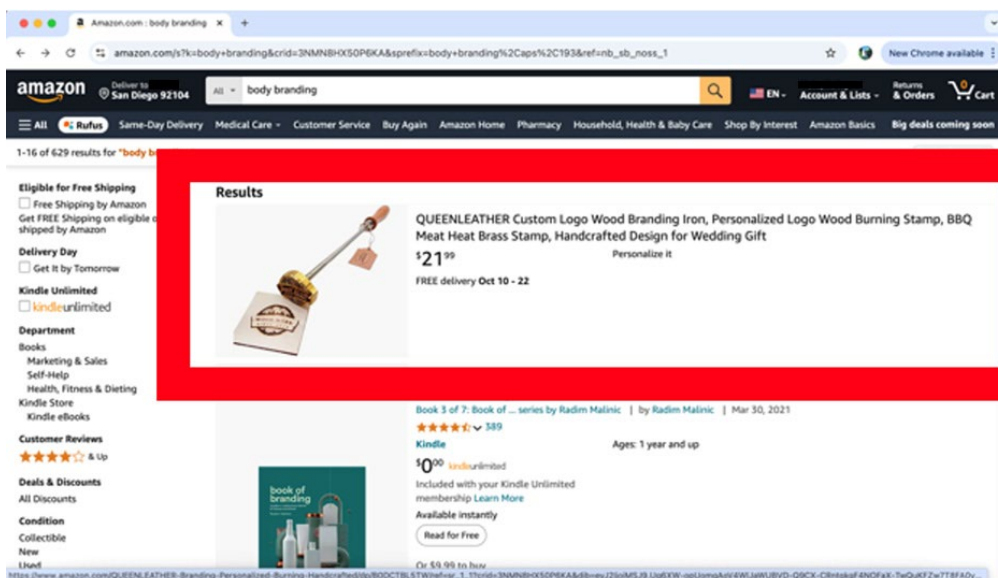 Amazon.com : body branding
amazon.com/s?k=body+branding&crid=3NMN8HX50P6KA&sprefix=body+branding%2Caps%2C193&ref=nb_sb_noss_1
New Chrome available
amazon
Deliver to
San Diego 92104
All
body branding
EN
Account & Lists
Returns
& Orders
0
Cart
All
Rufus
Same-Day Delivery
Medical Care
Customer Service
Buy Again
Amazon Home
Pharmacy
Household, Health & Baby Care
Shop By Interest
Amazon Basics
Big deals coming soon
1-16 of 629 results for "body
Eligible for Free Shipping
Free Shipping by Amazon
Get FREE Shipping on eligible
shipped by Amazon
Delivery Day
Get It by Tomorrow
Kindle Unlimited
kindleunlimited
Department
Books
Marketing & Sales
Self-Help
Health, Fitness & Dieting
Kindle Store
Kindle eBooks
Customer Reviews
& Up
Deals & Discounts
All Discounts
Condition
Collectible
New
Used
Results
QUEENLEATHER Custom Logo Wood Branding Iron, Personalized Logo Wood Burning Stamp, BBQ
Meat Heat Brass Stamp, Handcrafted Design for Wedding Gift
$2199
Personalize it
FREE delivery Oct 10 - 22
Book 3 of 7: Book of ... series by Radim Malinic | by Radim Malinic | Mar 30, 2021
389
Kindle
Ages: 1 year and up
$000 kindleunlimited
Included with your Kindle Unlimited
membership Learn More
Available instantly
Read for Free
Or $9.99 to buy
book of
branding